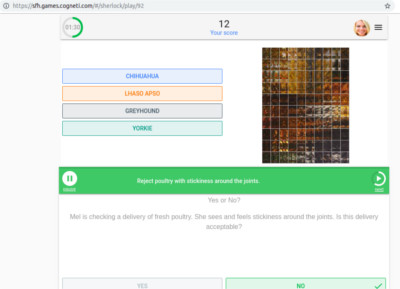 https://sfh.games.cogneti.com/#/sherlock/play/92
01:30
12
Your score
CHIHUAHUA
LHASO APSO
GREYHOUND
YORKIE
Reject poultry with stickiness around the joints.
Yes or No?
Mel is checking a delivery of fresh poultry. She sees and feels stickiness around the joints. Is this delivery
acceptable?
YES
NO